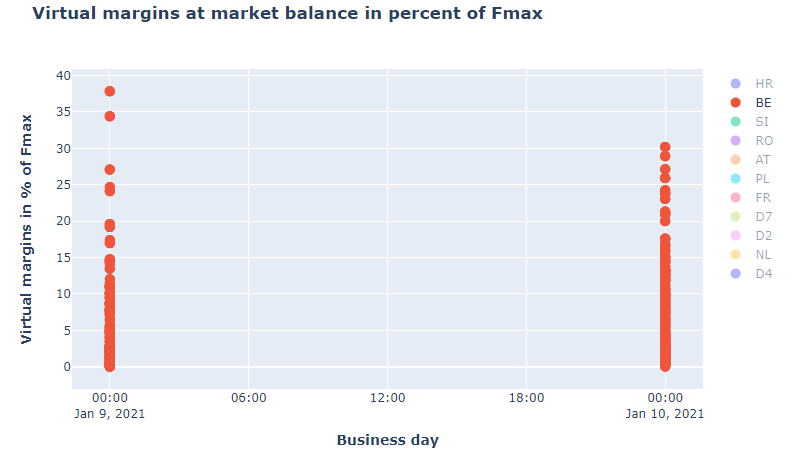 Virtual margins at market balance in percent of Fmax
Virtual margins in % of Fmax
40
35
30
25
20
15
10
5
0
00:00
Jan 9, 2021
06:00
12:00
18:00
00:00
Jan 10, 2021
Business day
HR
BE
SI
RO
AT
PL
FR
D7
D2
NL
D4